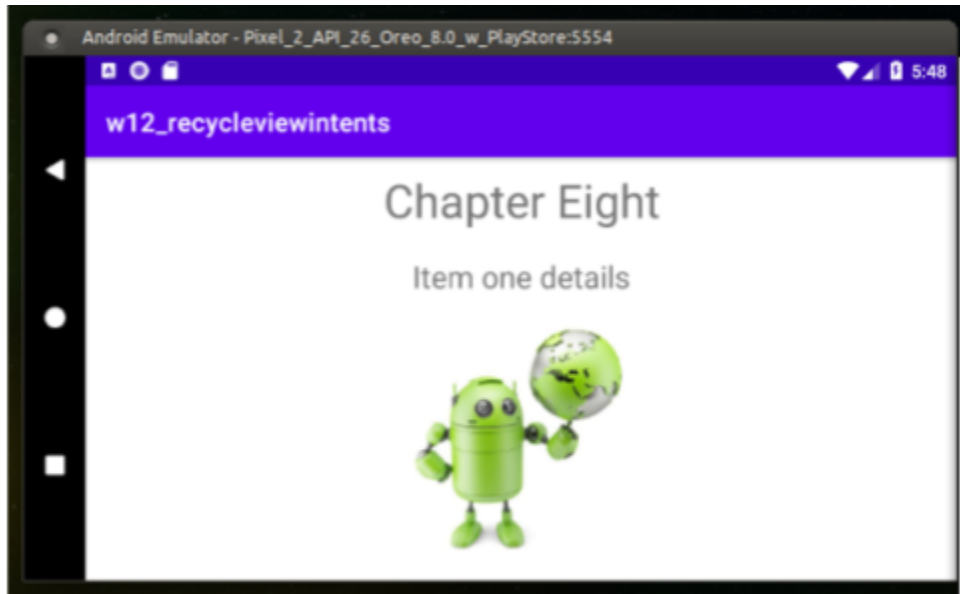 Android Emulator - Pixel_2_API_26_Oreo_8.0_w_PlayStore:5554
5:48
w12_recycleviewintents
Chapter Eight
Item one details